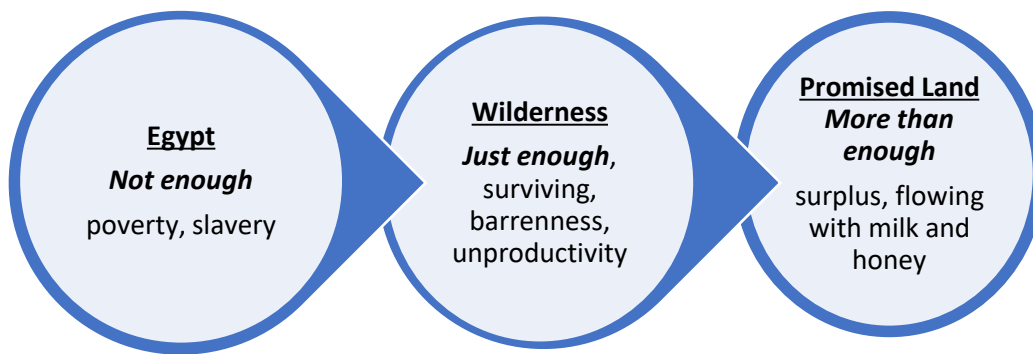 Egypt
Not enough
poverty, slavery
Wilderness
Just enough,
surviving,
barrenness,
unproductivity
Promised Land
More than
enough
surplus, flowing
with milk and
honey